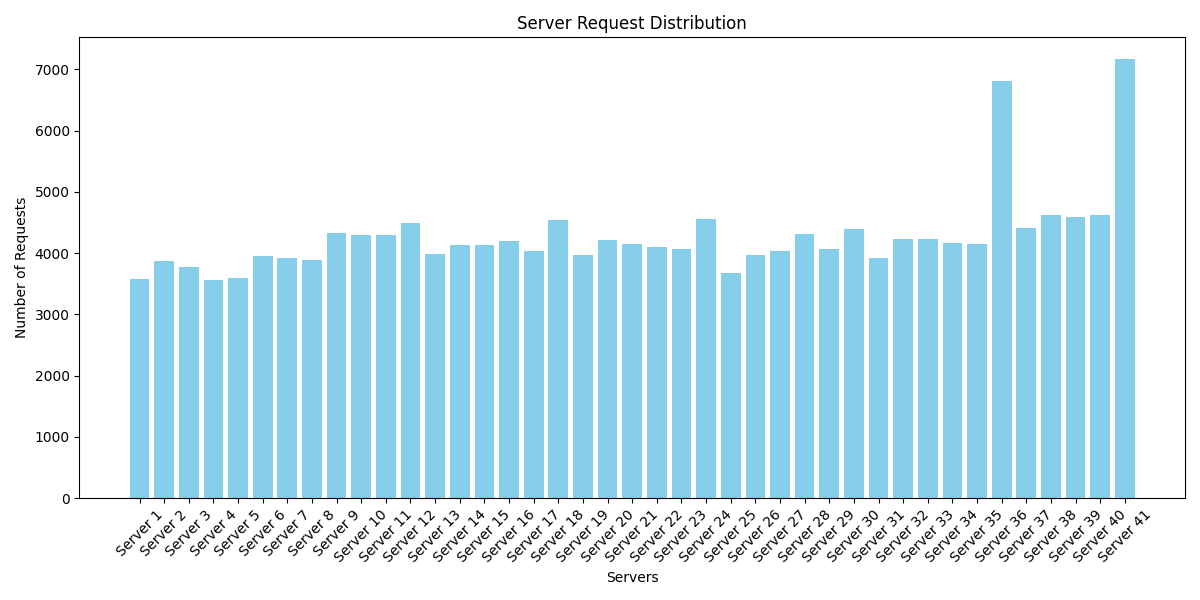 Server Request Distribution
Number of Requests
7000
6000
5000
4000
3000
2000
1000
0
Server 1
Server 2
Server 3
Server 4
Server 5
Server 6
Server 7
Server 8
Server 9
Server 10
Server 11
Server 12
Server 13
Server 14
Server 15
Server 16
Server 17
Server 18
Server 19
Server 20
Server 21
Server 22
Server 23
Server 24
Server 25
Server 26
Server 27
Server 28
Server 29
Server 30
Server 31
Server 32
Server 33
Server 34
Server 35
Server 36
Server 37
Server 38
Server 39
Server 40
Server 41
Servers